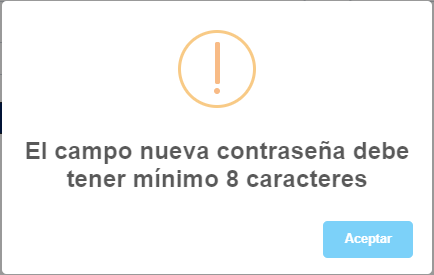 El campo nueva contraseña debe
tener mínimo 8 caracteres
Aceptar